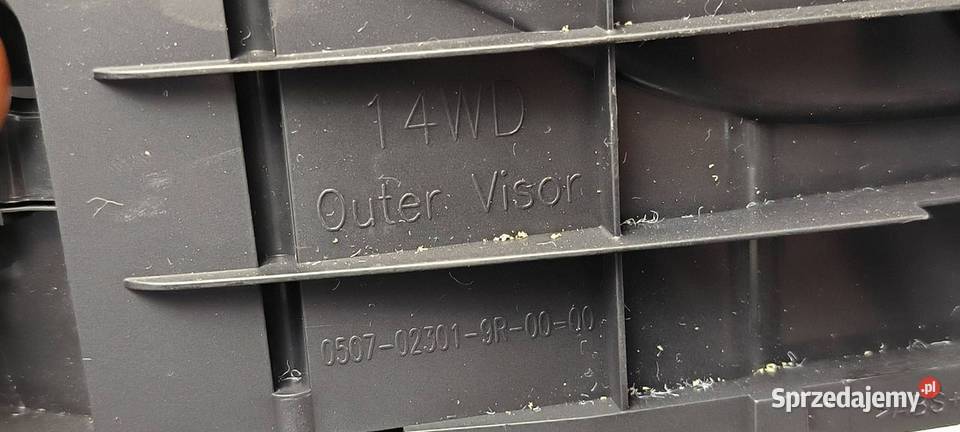 14WD
Outer Visor
0507-02301-9R-00-00
Sprzedajemy.pl